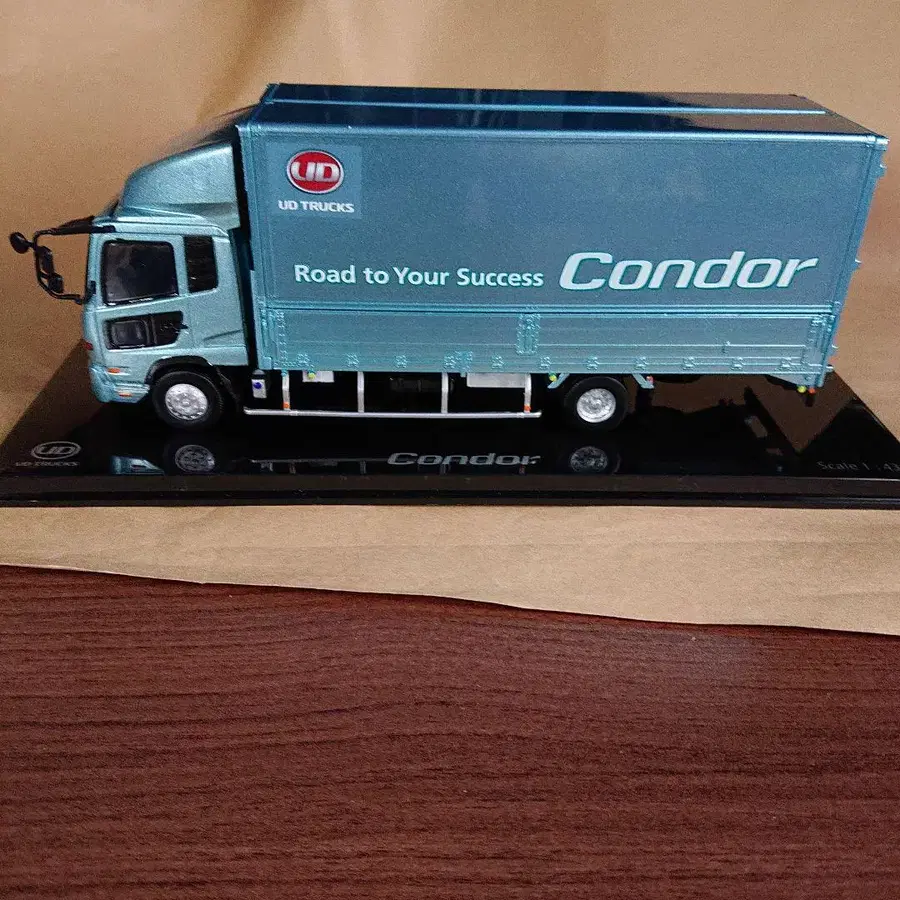 UD
UD TRUCKS
Road to Your Success Condor
UD
UD TRUCKS
Condor
Scale 1:43